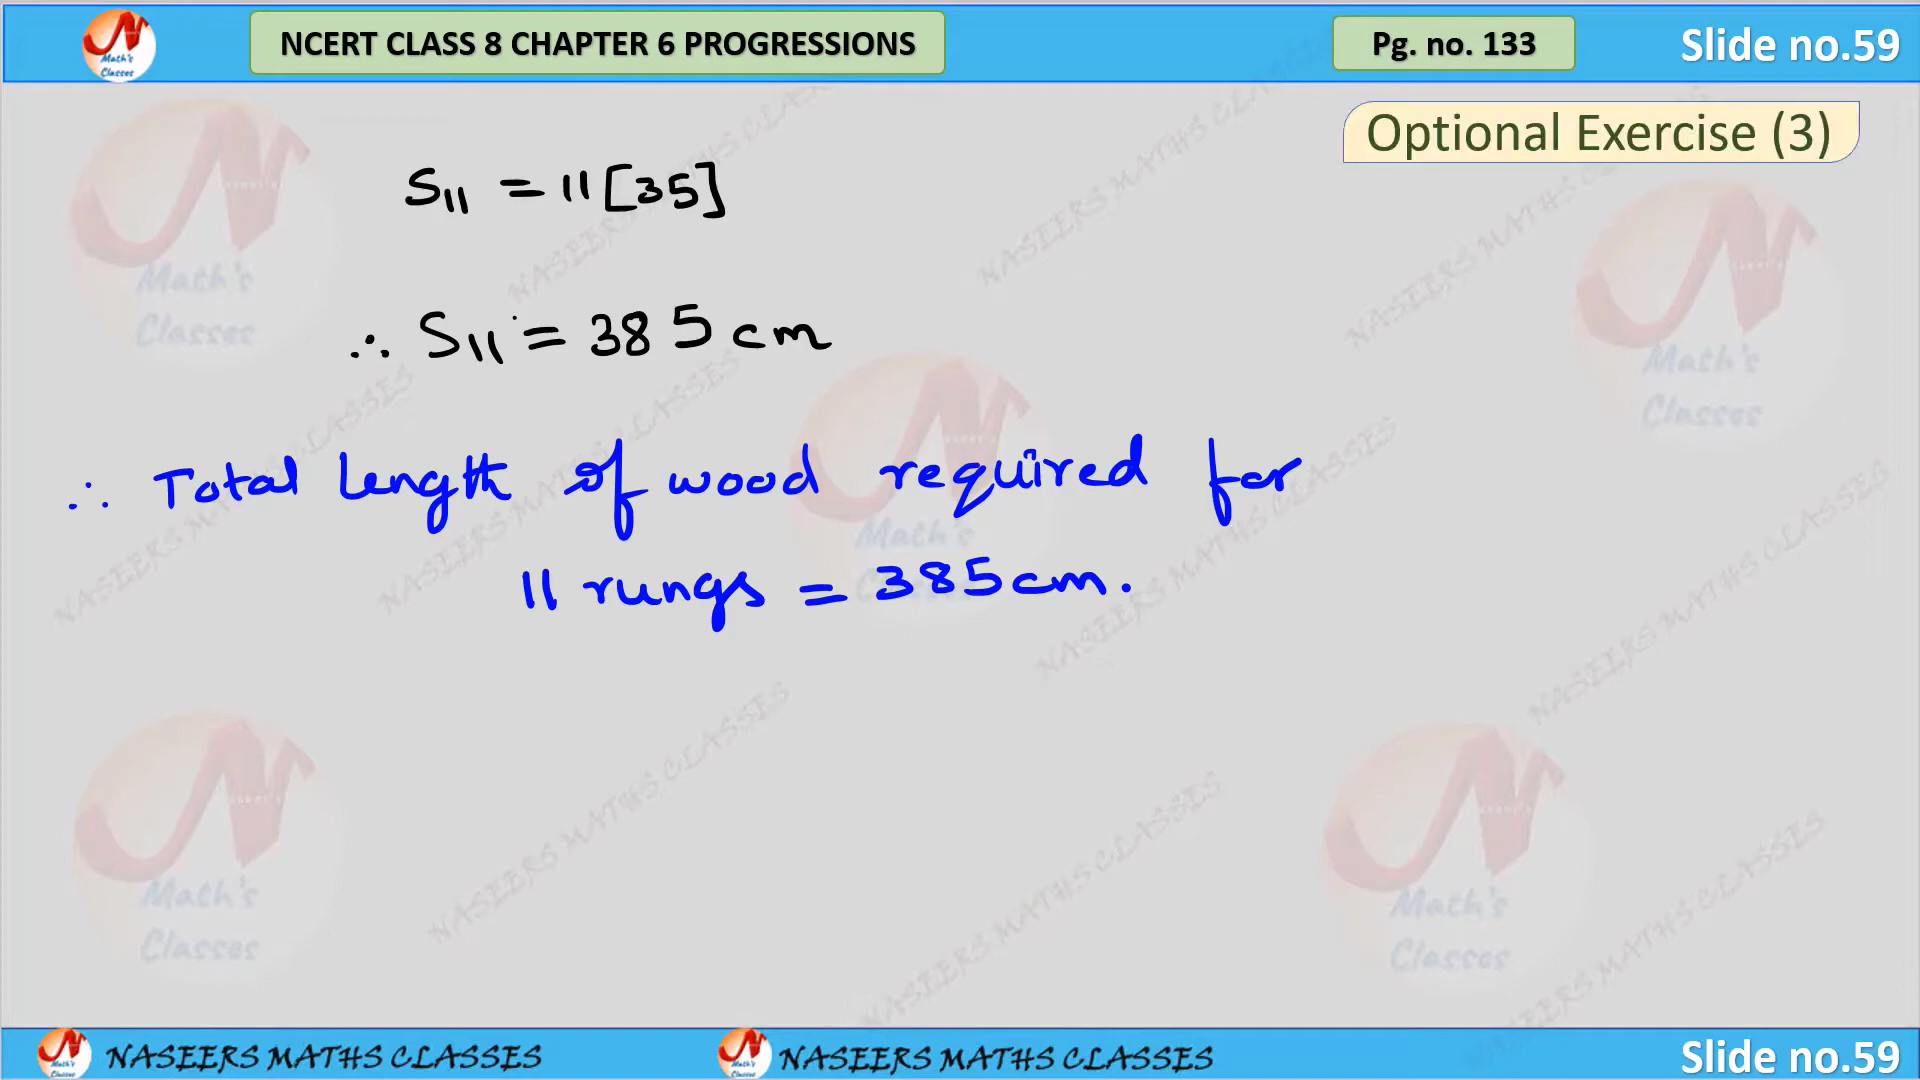 NCERT CLASS 8 CHAPTER 6 PROGRESSIONS
Pg. no. 133
Slide no.59
Math's
Classes
Optional Exercise (3)
S₁₁ = 11[35]
∴ S₁₁ = 385 cm
∴ Total length of wood required for
11 rungs = 385cm.
NASEERS MATHS CLASSES
NASEERS MATHS CLASSES
Slide no.59